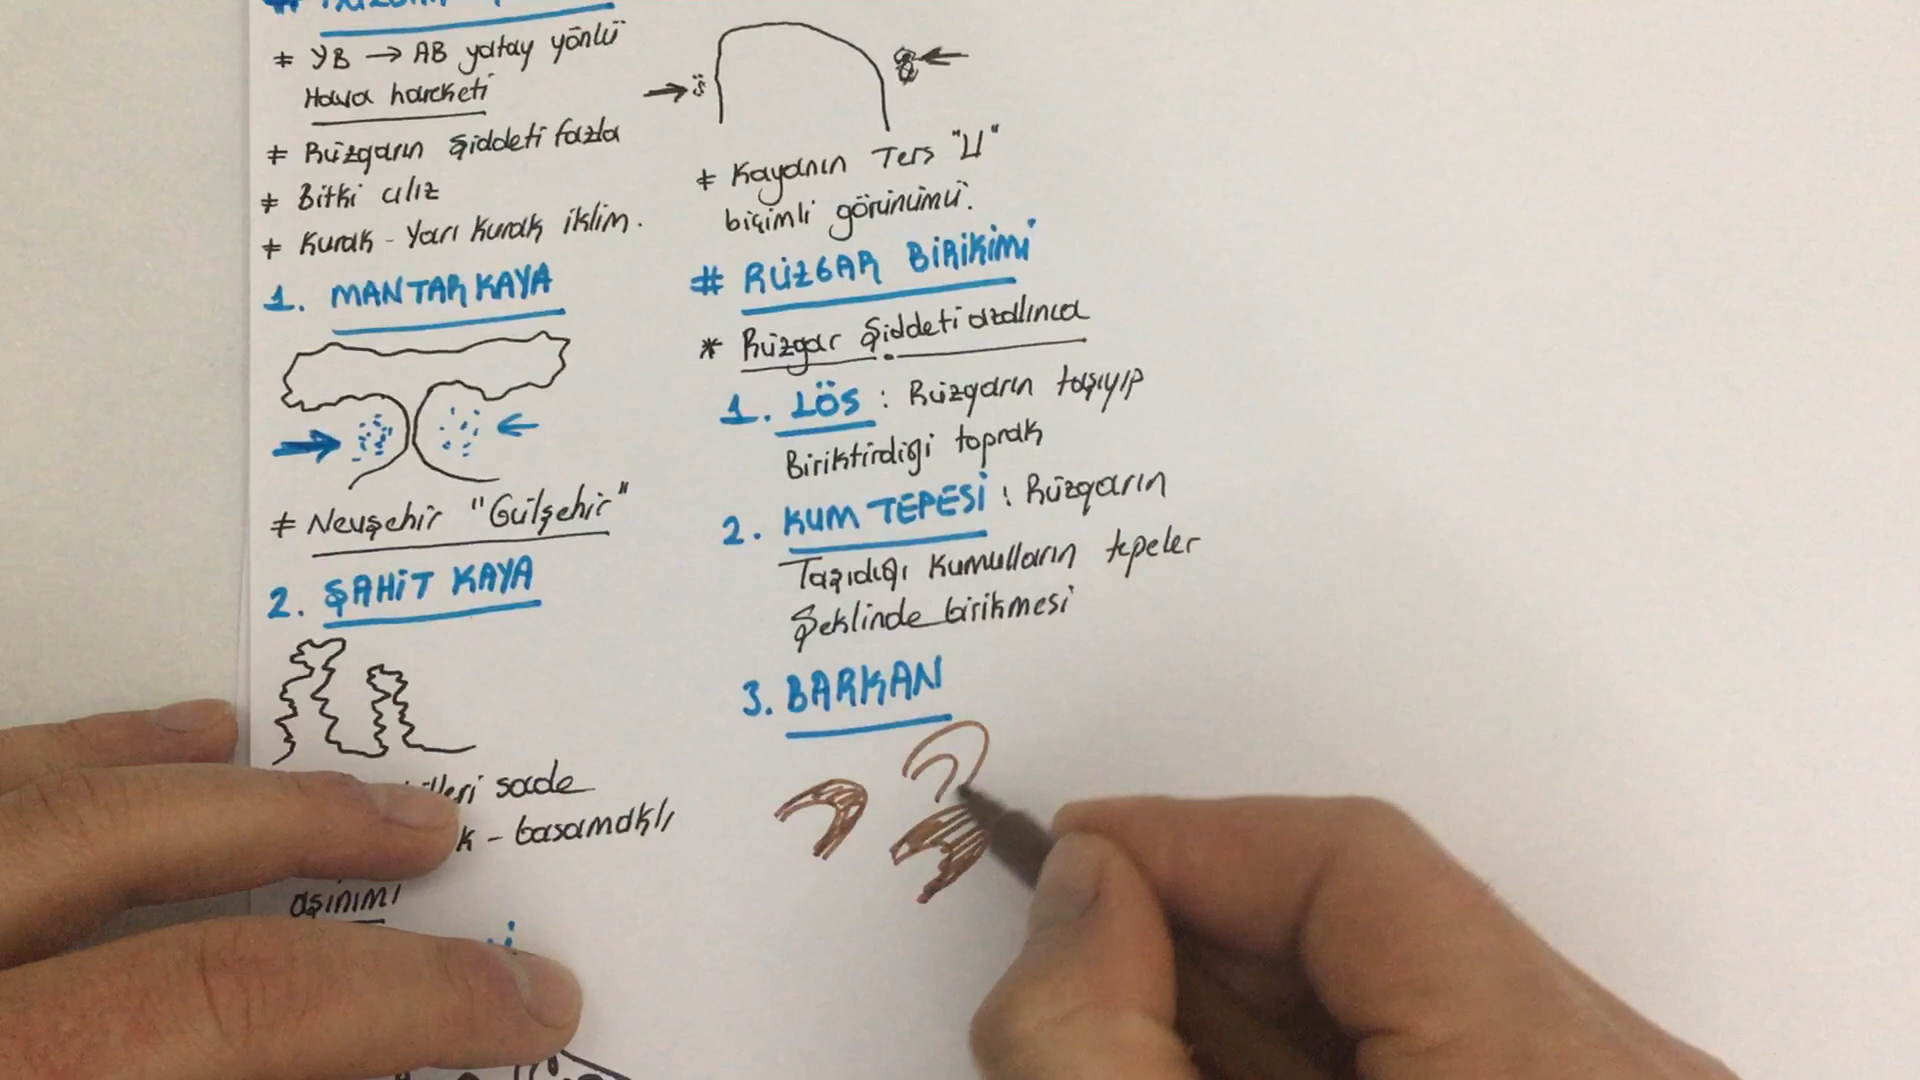 ≠ YB → AB yatay yönlü
Hava hareketi
≠ Rüzgarın Şiddeti fazla
≠ Bitki cılız
≠ Kurak - Yarı Kurak iklim.
1. MANTAR KAYA
≠ Nevşehir "Gülşehir"
2. ŞAHİT KAYA
sade
- basamaklı
aşınımı
≠ Kayanın Ters "U"
biçimli görünümü.
# RÜZGAR BİRİKİMİ
* Rüzgar Şiddeti azalınca
1. LÖS : Rüzgarın taşıyıp
Biriktirdiği toprak
2. KUM TEPESİ : Rüzgarın
Taşıdığı Kumulların tepeler
Şeklinde birikmesi
3. BARKAN